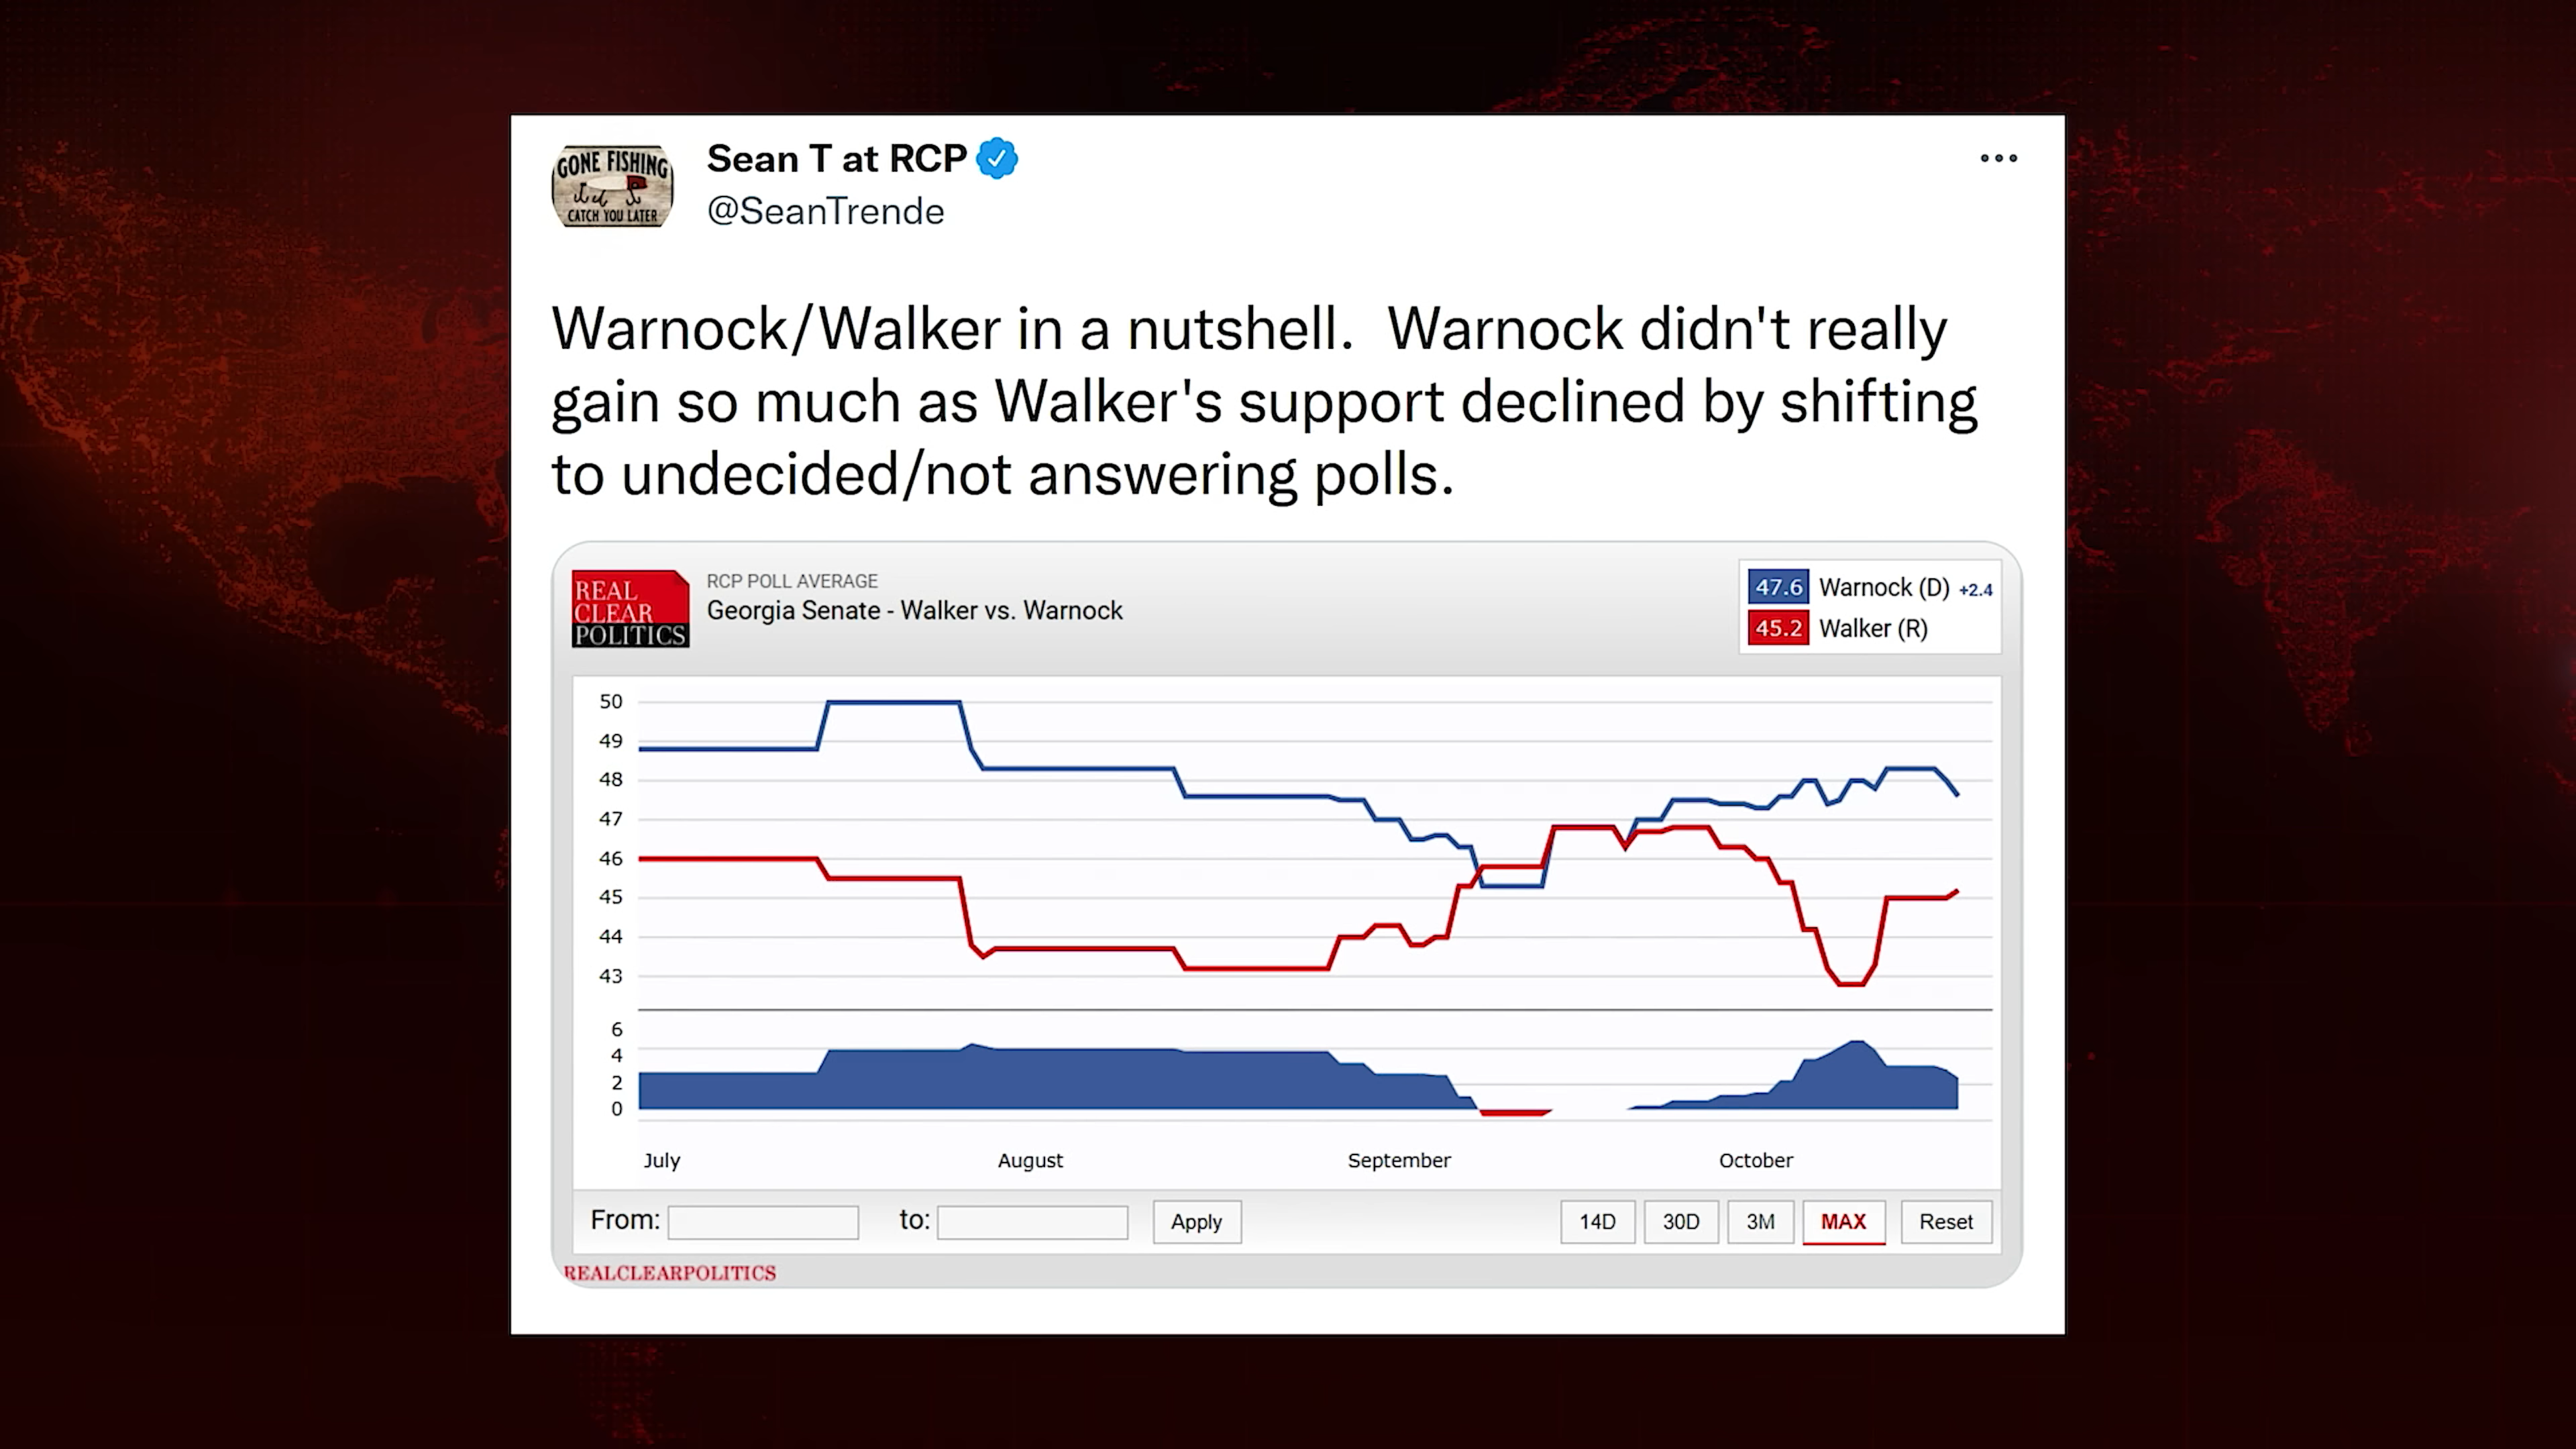 GONE FISHING
CATCH YOU LATER
Sean T at RCP
@SeanTrende
Warnock/Walker in a nutshell.  Warnock didn't really
gain so much as Walker's support declined by shifting
to undecided/not answering polls.
REAL
CLEAR
POLITICS
RCP POLL AVERAGE
Georgia Senate - Walker vs. Warnock
47.6 Warnock (D) +2.4
45.2 Walker (R)
50
49
48
47
46
45
44
43
6
4
2
0
July August September October
From: to: Apply 14D 30D 3M MAX Reset
REALCLEARPOLITICS